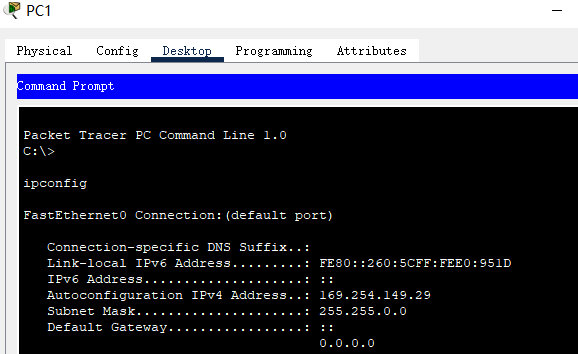 PC1
Physical Config Desktop Programming Attributes
Command Prompt
Packet Tracer PC Command Line 1.0
C:\>
ipconfig
FastEthernet0 Connection:(default port)
Connection-specific DNS Suffix..:
Link-local IPv6 Address.........: FE80::260:5CFF:FEE0:951D
IPv6 Address....................: ::
Autoconfiguration IPv4 Address..: 169.254.149.29
Subnet Mask.....................: 255.255.0.0
Default Gateway.................: ::
0.0.0.0